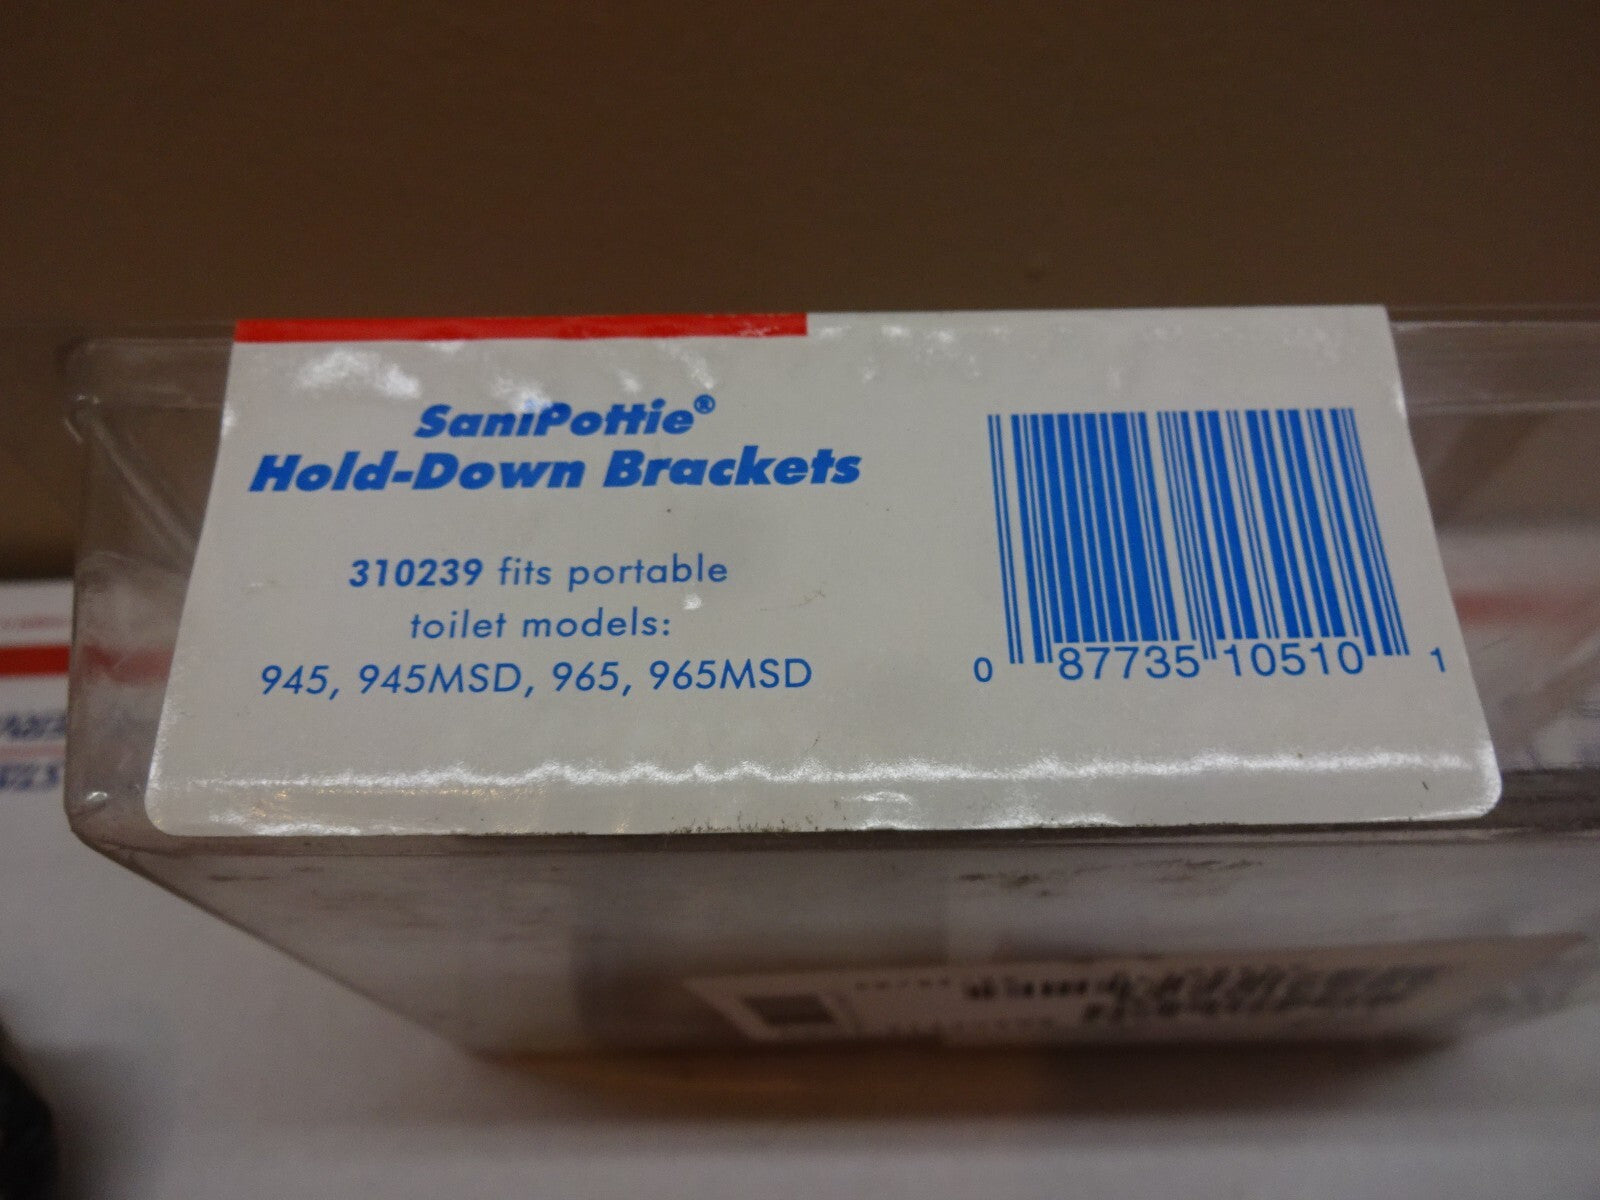 SaniPottie®
Hold-Down Brackets
310239 fits portable
toilet models:
945, 945MSD, 965, 965MSD
0 87735 10510 1